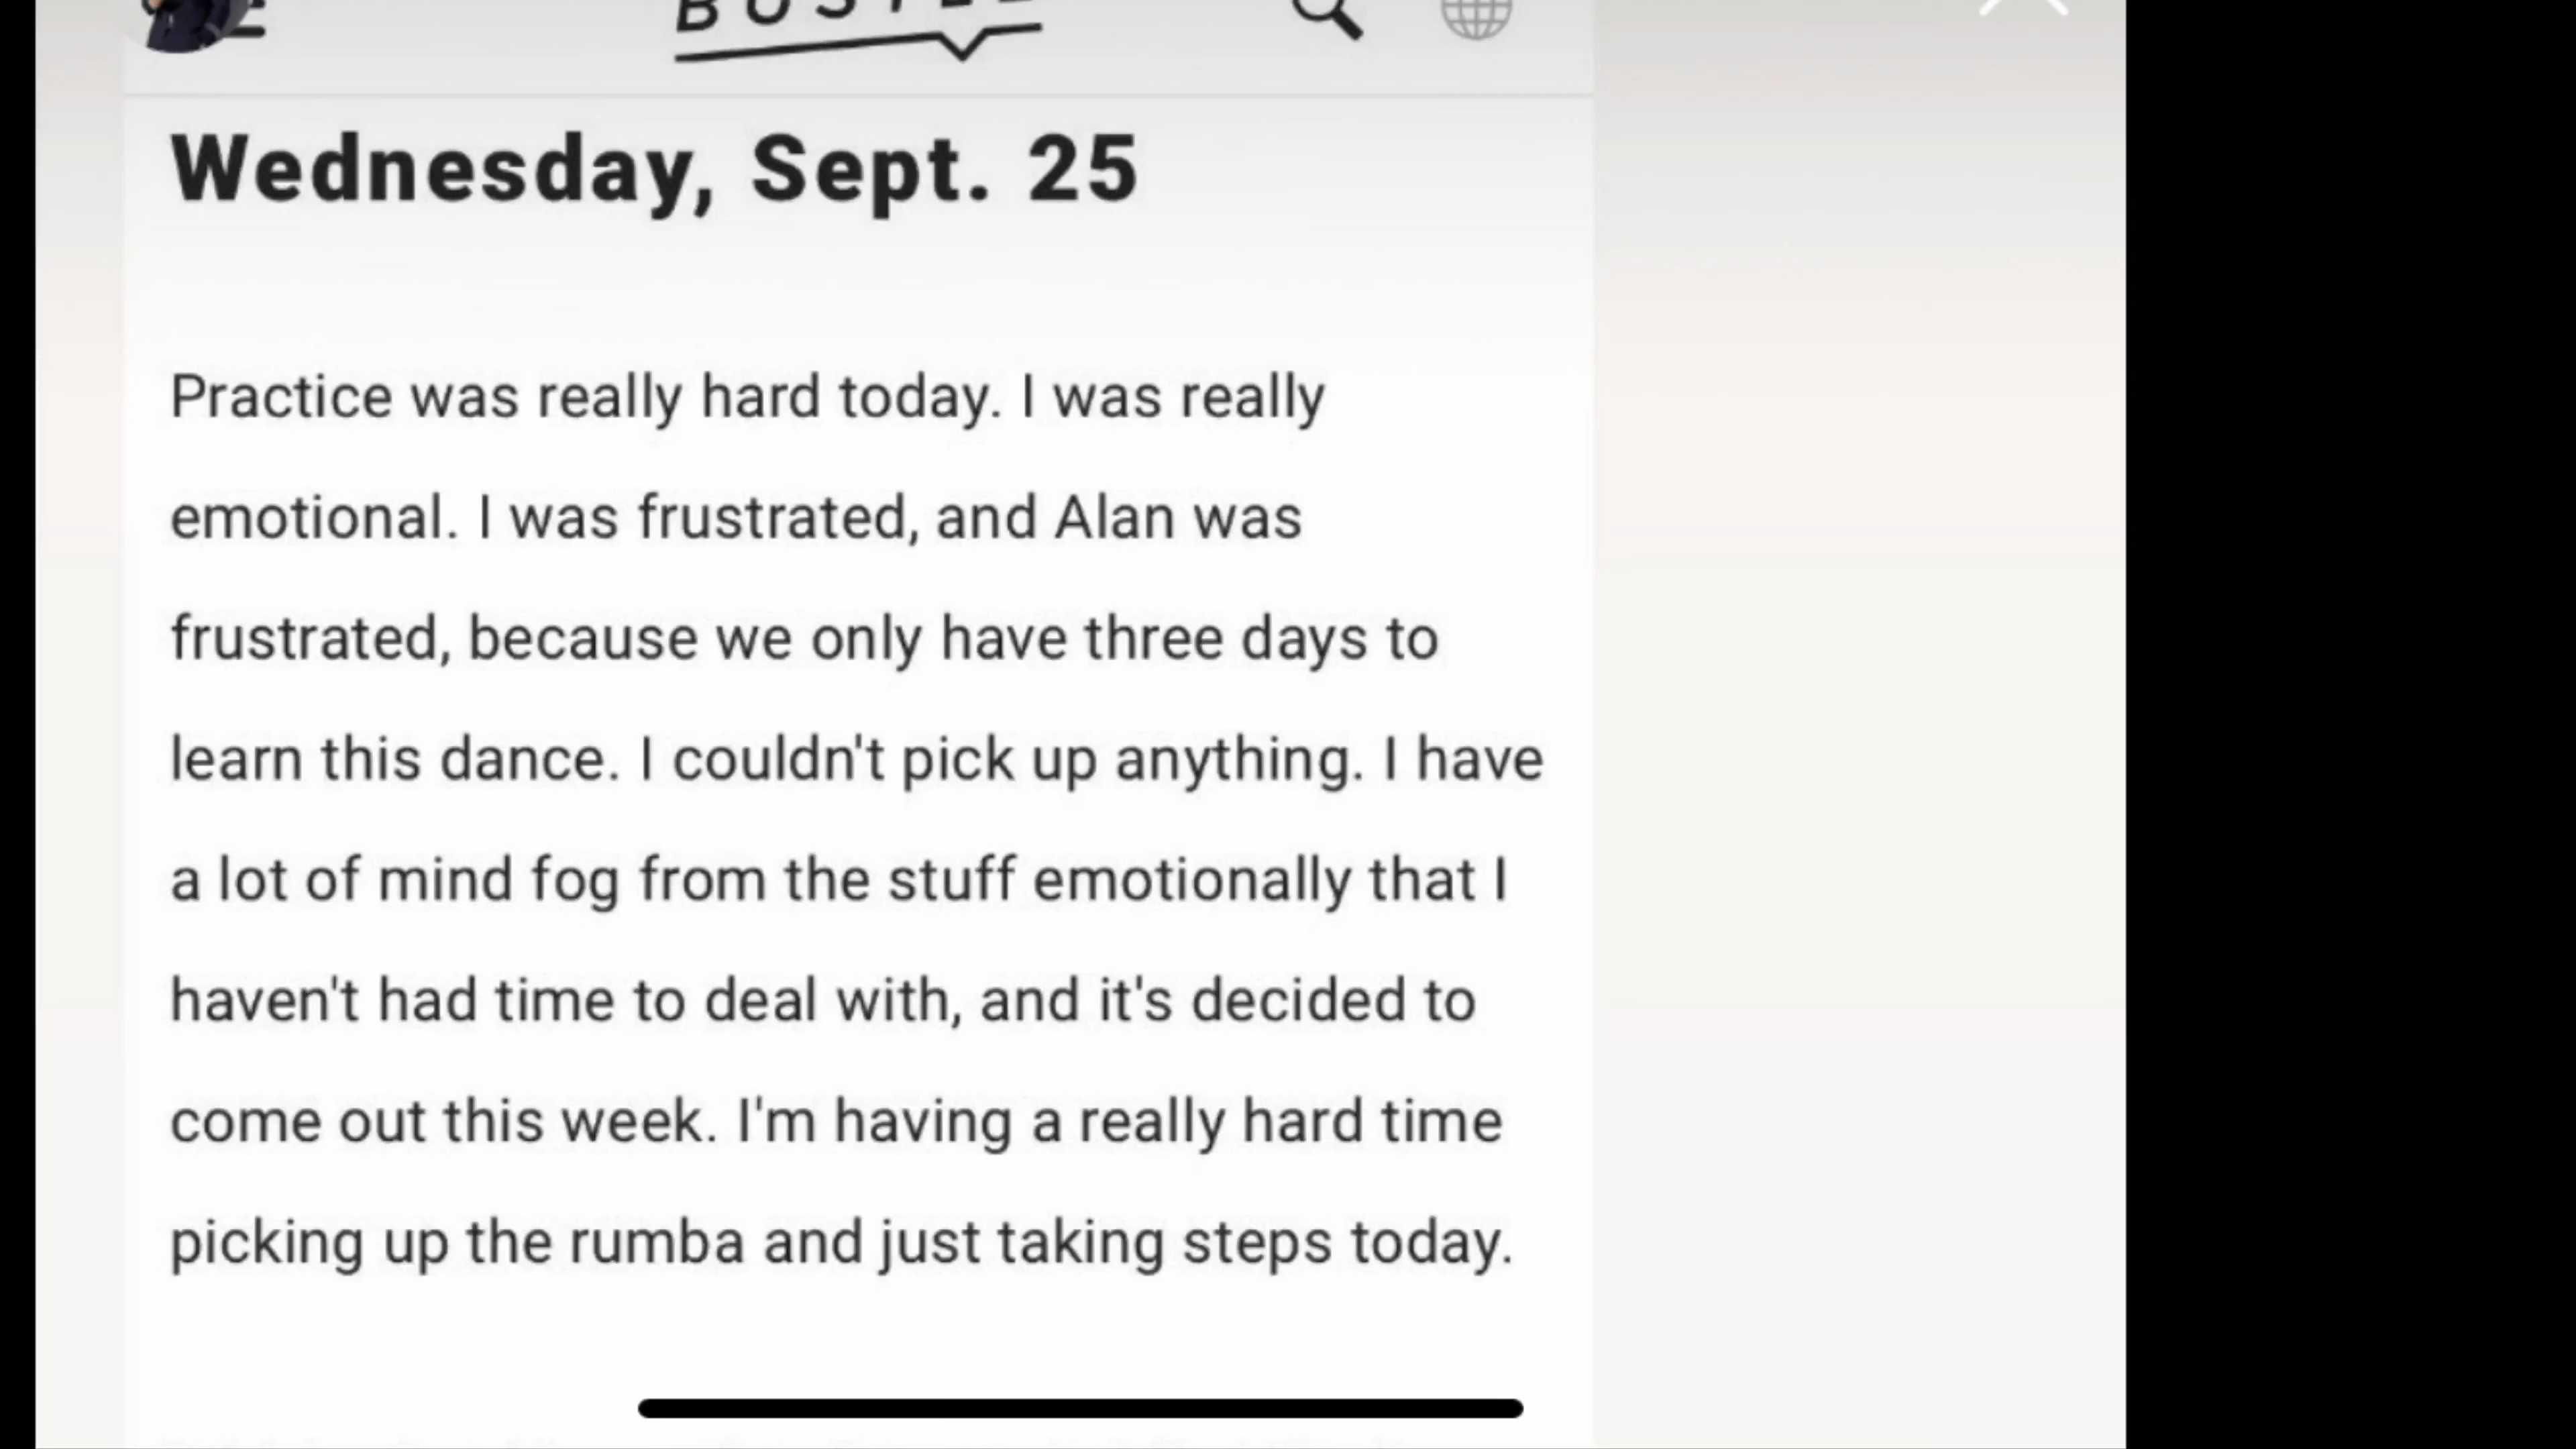 BUSTLE
Wednesday, Sept. 25
Practice was really hard today. I was really
emotional. I was frustrated, and Alan was
frustrated, because we only have three days to
learn this dance. I couldn't pick up anything. I have
a lot of mind fog from the stuff emotionally that I
haven't had time to deal with, and it's decided to
come out this week. I'm having a really hard time
picking up the rumba and just taking steps today.